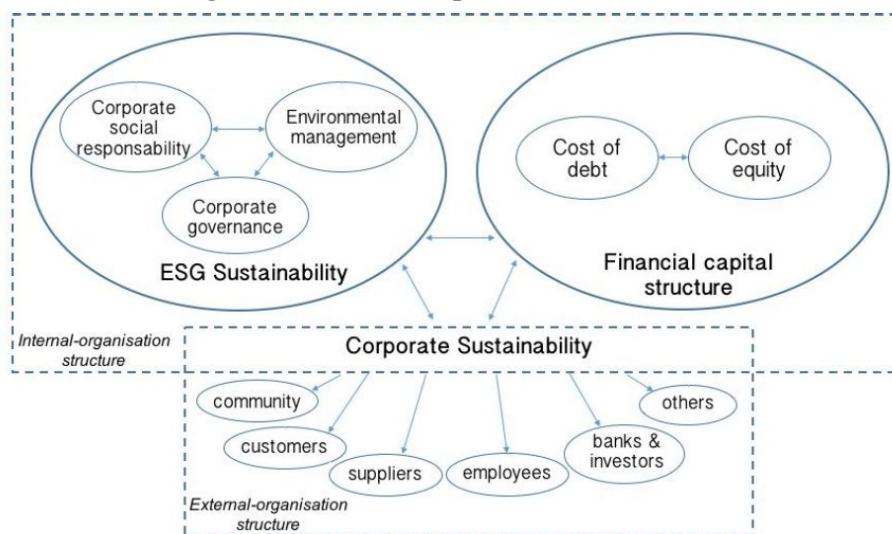 Corporate
social
responsability
Environmental
management
Corporate
governance
ESG Sustainability
Cost of
debt
Cost of
equity
Financial capital
structure
Internal-organisation
structure
Corporate Sustainability
community
customers
suppliers
employees
banks &
investors
others
External-organisation
structure